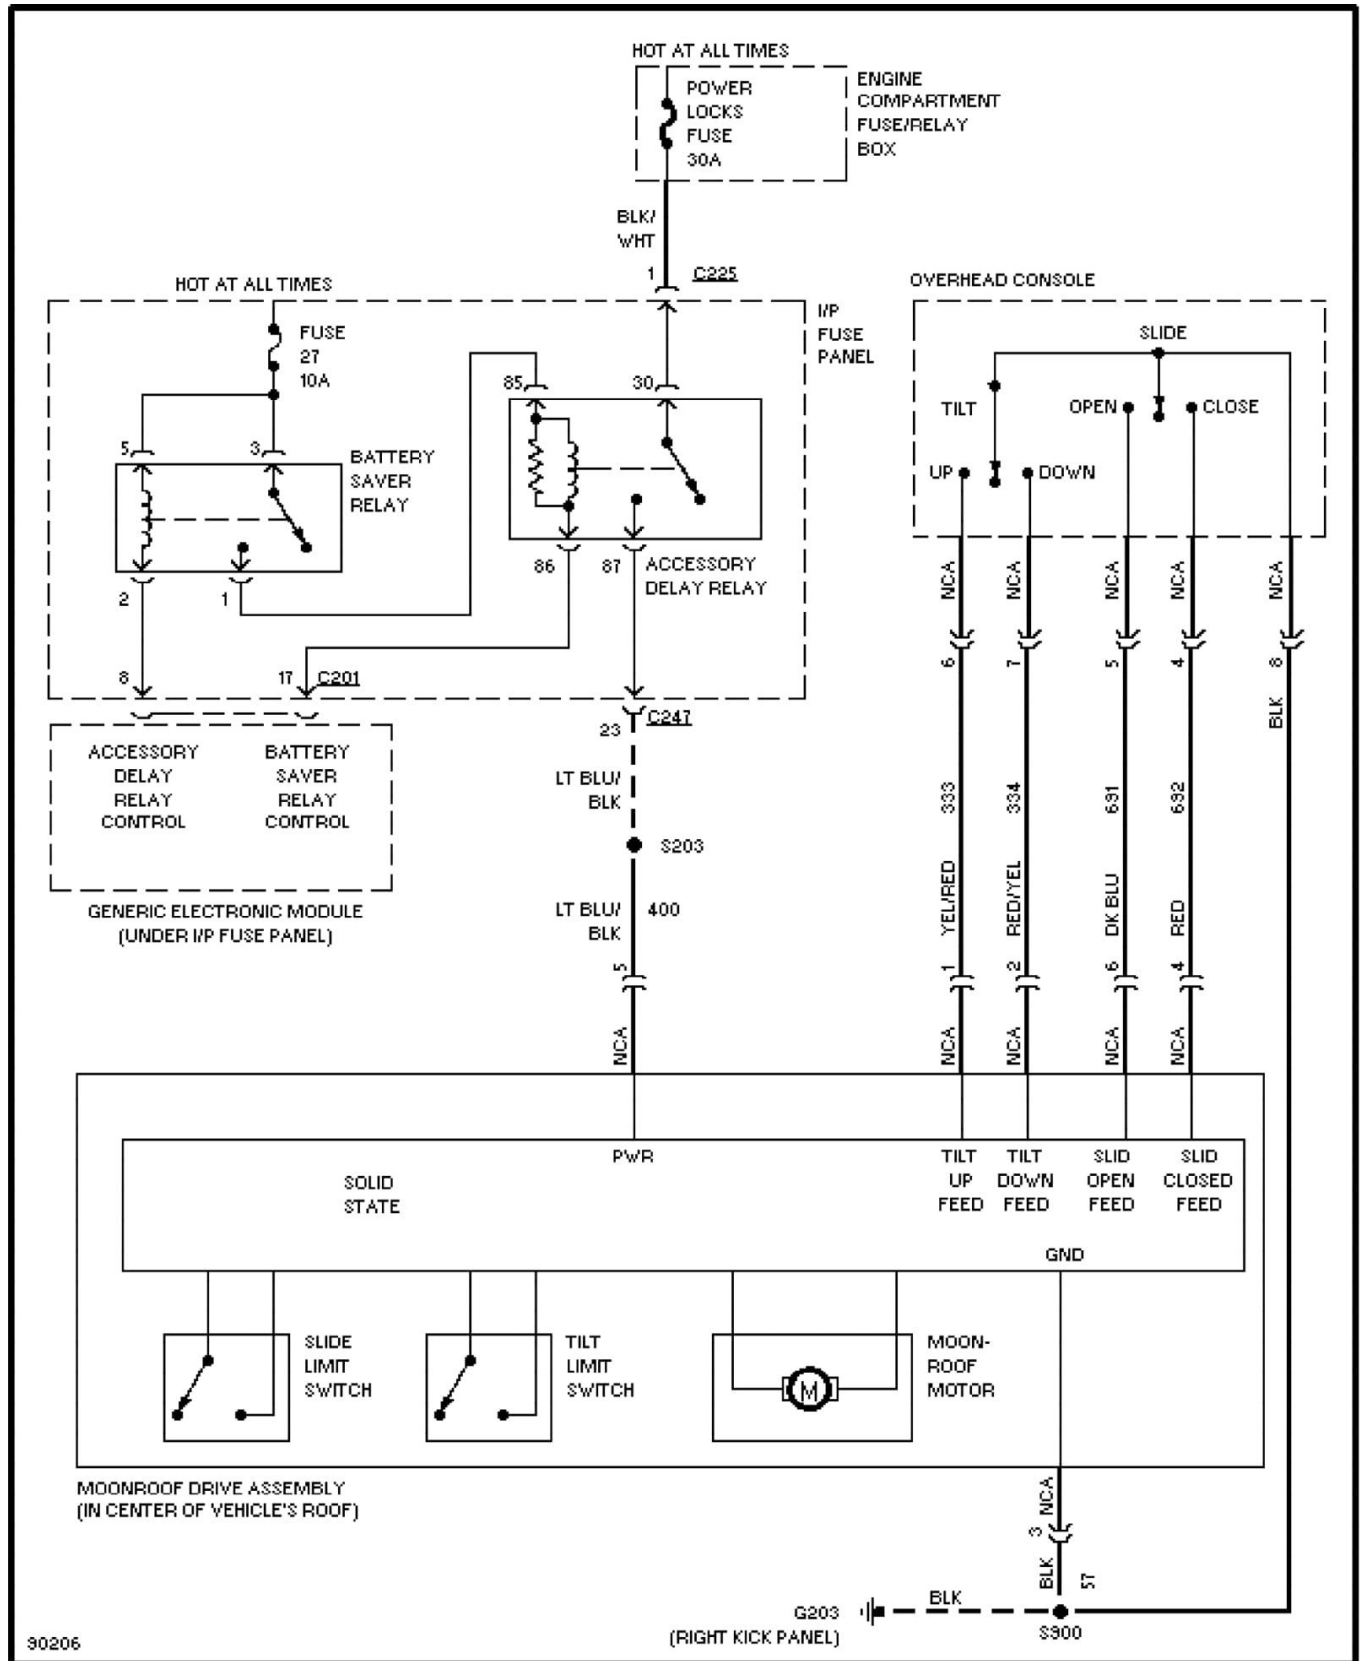 HOT AT ALL TIMES
POWER
LOCKS
FUSE
30A
ENGINE
COMPARTMENT
FUSE/RELAY
BOX
BLK/
WHT
1
C225
HOT AT ALL TIMES
FUSE
27
10A
I/P
FUSE
PANEL
OVERHEAD CONSOLE
SLIDE
TILT
OPEN
CLOSE
UP
DOWN
85
30
5
3
BATTERY
SAVER
RELAY
86
87
ACCESSORY
DELAY RELAY
2
1
8
17
C201
NCA
NCA
NCA
NCA
NCA
6
7
5
4
8
BLK
C247
23
ACCESSORY
DELAY
RELAY
CONTROL
BATTERY
SAVER
RELAY
CONTROL
LT BLU/
BLK
S203
GENERIC ELECTRONIC MODULE
(UNDER I/P FUSE PANEL)
LT BLU/
BLK
400
333
334
691
692
YEL/RED
RED/YEL
DK BLU
RED
5
1
2
6
4
NCA
NCA
NCA
NCA
NCA
PWR
TILT
UP
FEED
TILT
DOWN
FEED
SLID
OPEN
FEED
SLID
CLOSED
FEED
SOLID
STATE
GND
SLIDE
LIMIT
SWITCH
TILT
LIMIT
SWITCH
M
MOON-
ROOF
MOTOR
MOONROOF DRIVE ASSEMBLY
(IN CENTER OF VEHICLE'S ROOF)
NCA
3
BLK
57
G203
BLK
(RIGHT KICK PANEL)
S900
90206